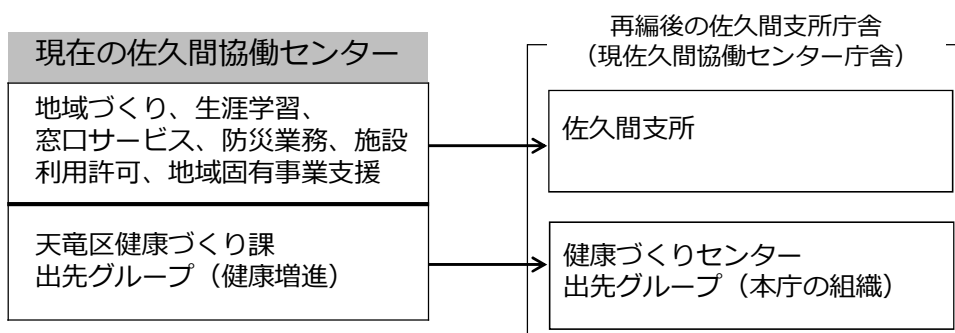 現在の佐久間協働センター
地域づくり、生涯学習、
窓口サービス、防災業務、施設
利用許可、地域固有事業支援
天竜区健康づくり課
出先グループ（健康増進）
再編後の佐久間支所庁舎
（現佐久間協働センター庁舎）
佐久間支所
健康づくりセンター
出先グループ（本庁の組織）